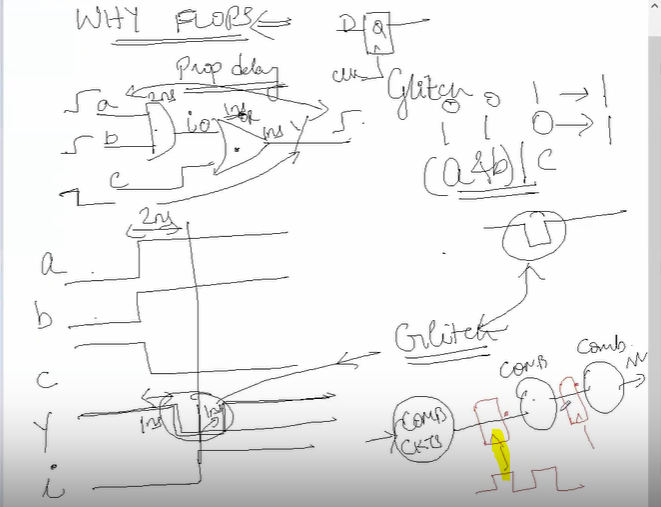 WHY FLOPS
D Q
Clk
Prop delay
Glitch
0 0 1 → 1
1 1 0 → 1
(a&b)|c
a 2ns
b i0 1ns OR
1ns Y
c
2ns
a
b
c
y 1ns 1ns
i
Glitch
COMB CKTS
COMB
Comb.